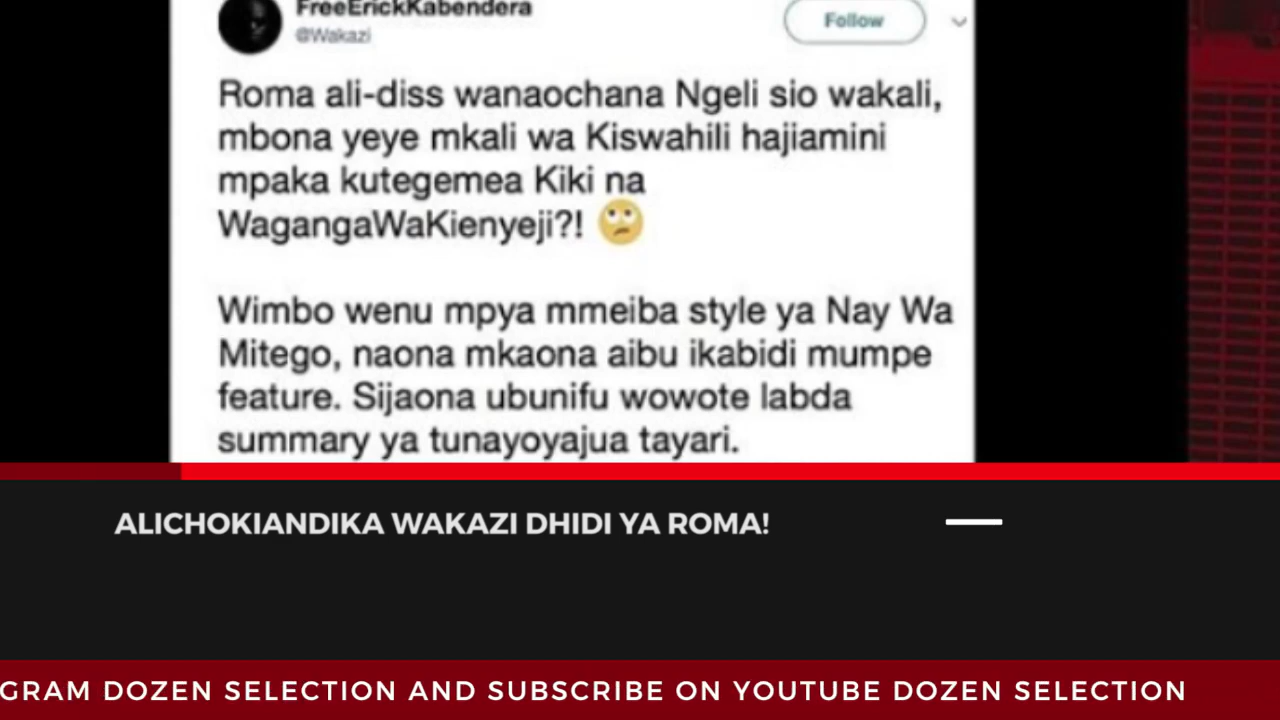 FreeErickKabendera
@Wakazi
Follow
Roma ali-diss wanaochana Ngeli sio wakali,
mbona yeye mkali wa Kiswahili hajiamini
mpaka kutegemea Kiki na
WagangaWaKienyeji?! 🙄
Wimbo wenu mpya mmeiba style ya Nay Wa
Mitego, naona mkaona aibu ikabidi mumpe
feature. Sijaona ubunifu wowote labda
summary ya tunayoyajua tayari.
ALICHOKIANDIKA WAKAZI DHIDI YA ROMA!
GRAM DOZEN SELECTION AND SUBSCRIBE ON YOUTUBE DOZEN SELECTION